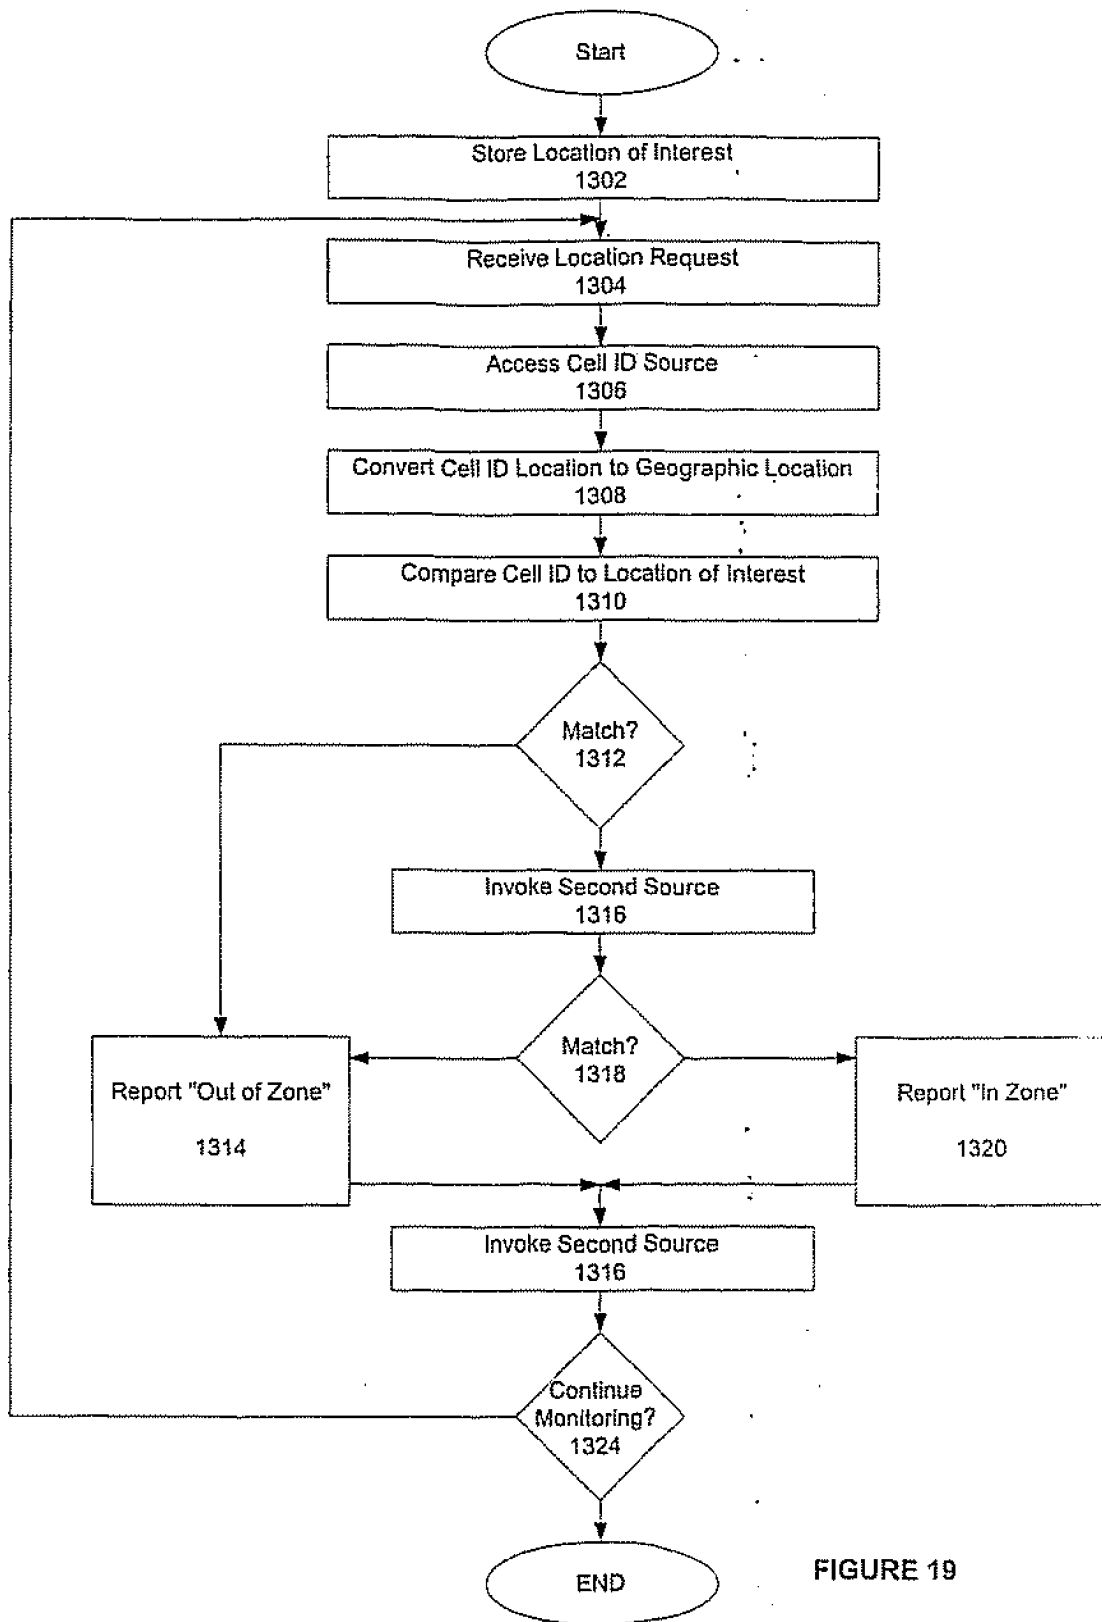 Start
Store Location of Interest
1302
Receive Location Request
1304
Access Cell ID Source
1306
Convert Cell ID Location to Geographic Location
1308
Compare Cell ID to Location of Interest
1310
Match?
1312
Invoke Second Source
1316
Match?
1318
Report "Out of Zone"
1314
Report "In Zone"
1320
Invoke Second Source
1316
Continue
Monitoring?
1324
END
FIGURE 19